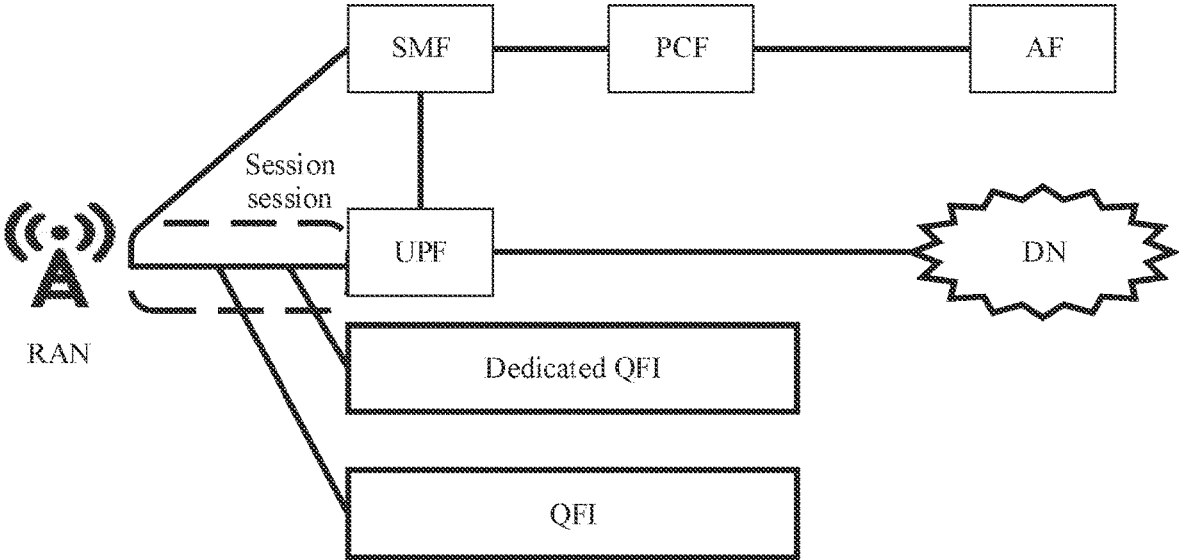 SMF
PCF
AF
Session
session
UPF
DN
RAN
Dedicated QFI
QFI